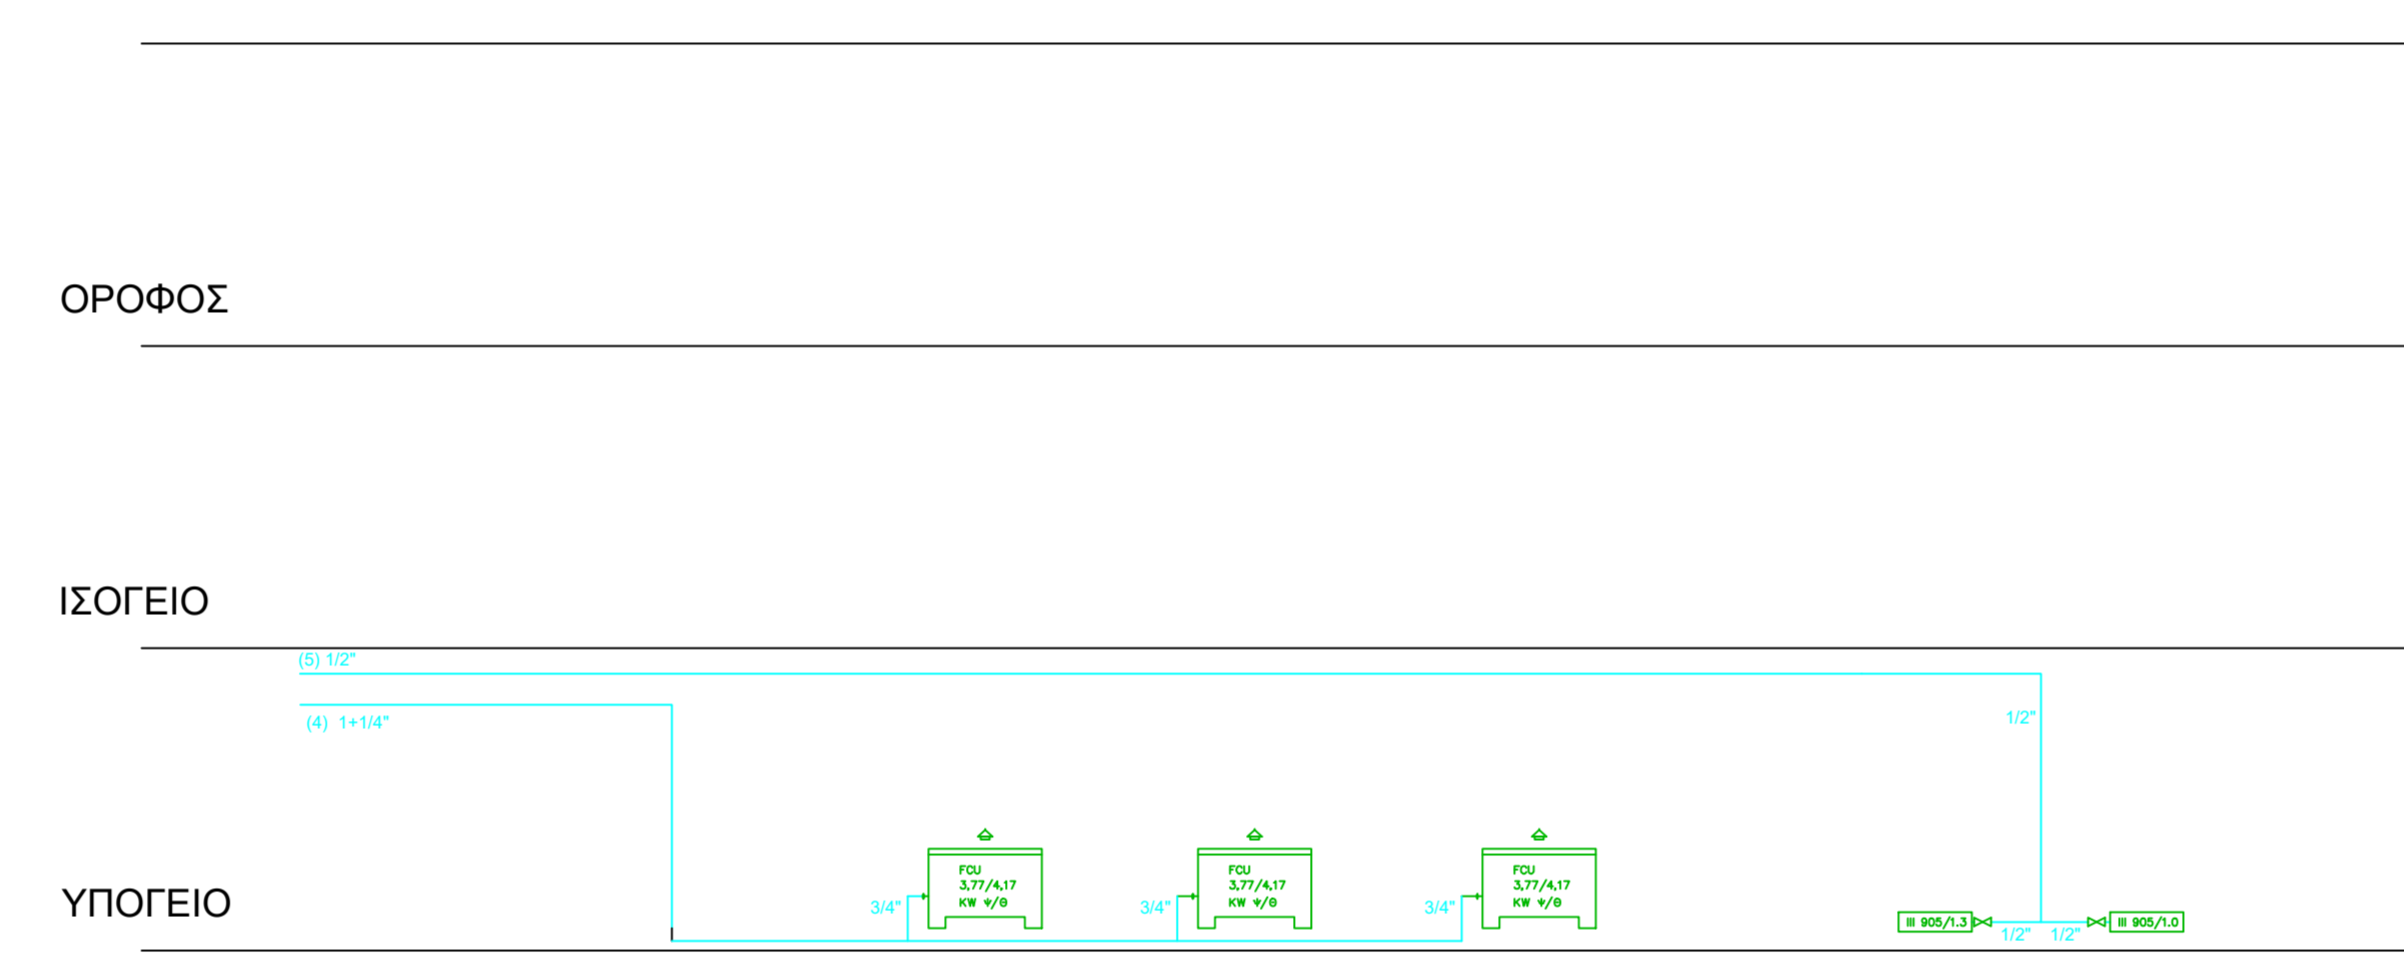 ΟΡΟΦΟΣ
ΙΣΟΓΕΙΟ
(5) 1/2"
(4) 1+1/4"
1/2"
FCU
3,77/4,17
KW Ψ/Θ
3/4"
FCU
3,77/4,17
KW Ψ/Θ
3/4"
FCU
3,77/4,17
KW Ψ/Θ
3/4"
ΥΠΟΓΕΙΟ
III 905/1.3
III 905/1.0
1/2" 1/2"